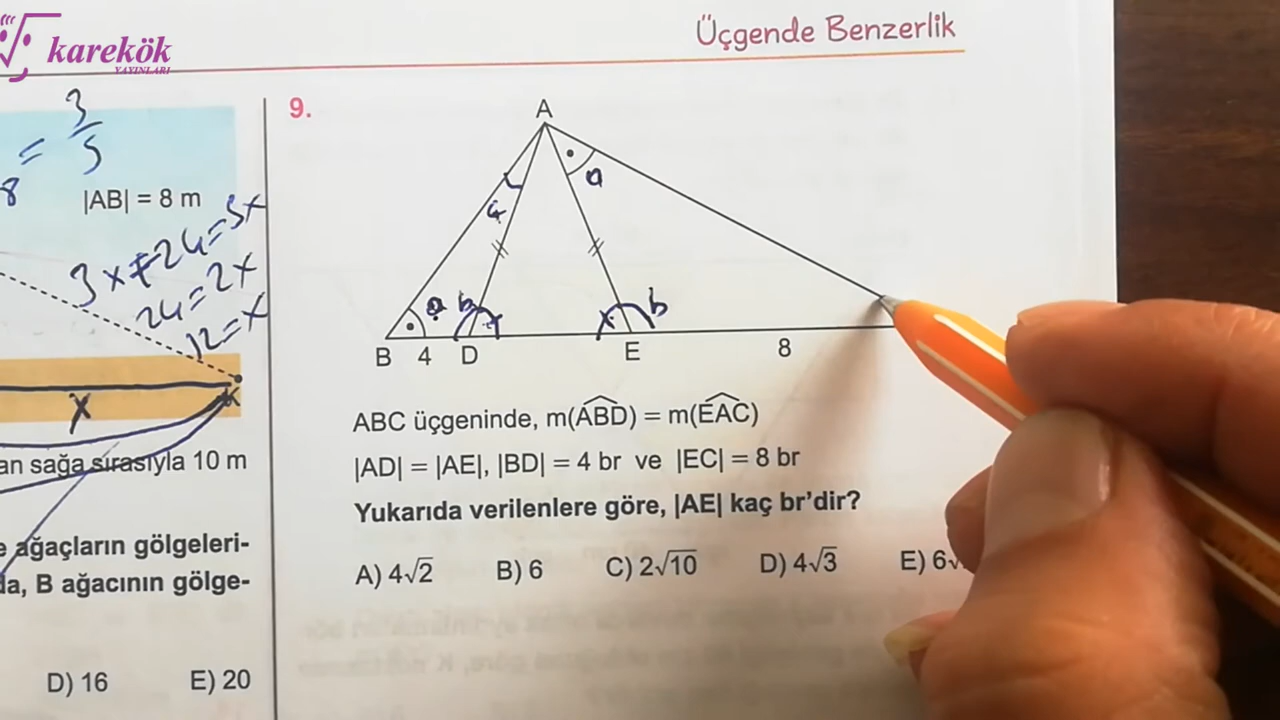 karekök
YAYINLARI
Üçgende Benzerlik
8 = 3/5
|AB| = 8 m
3x+24=5x
24=2x
12=x
x
K
an sağa sırasıyla 10 m
e ağaçların gölgeleri-
da, B ağacının gölge-
D) 16 E) 20
9.
A
a
a b x x b
B 4 D E 8
ABC üçgeninde, m(ABD) = m(EAC)
|AD| = |AE|, |BD| = 4 br ve |EC| = 8 br
Yukarıda verilenlere göre, |AE| kaç br'dir?
A) 4√2 B) 6 C) 2√10 D) 4√3 E) 6√